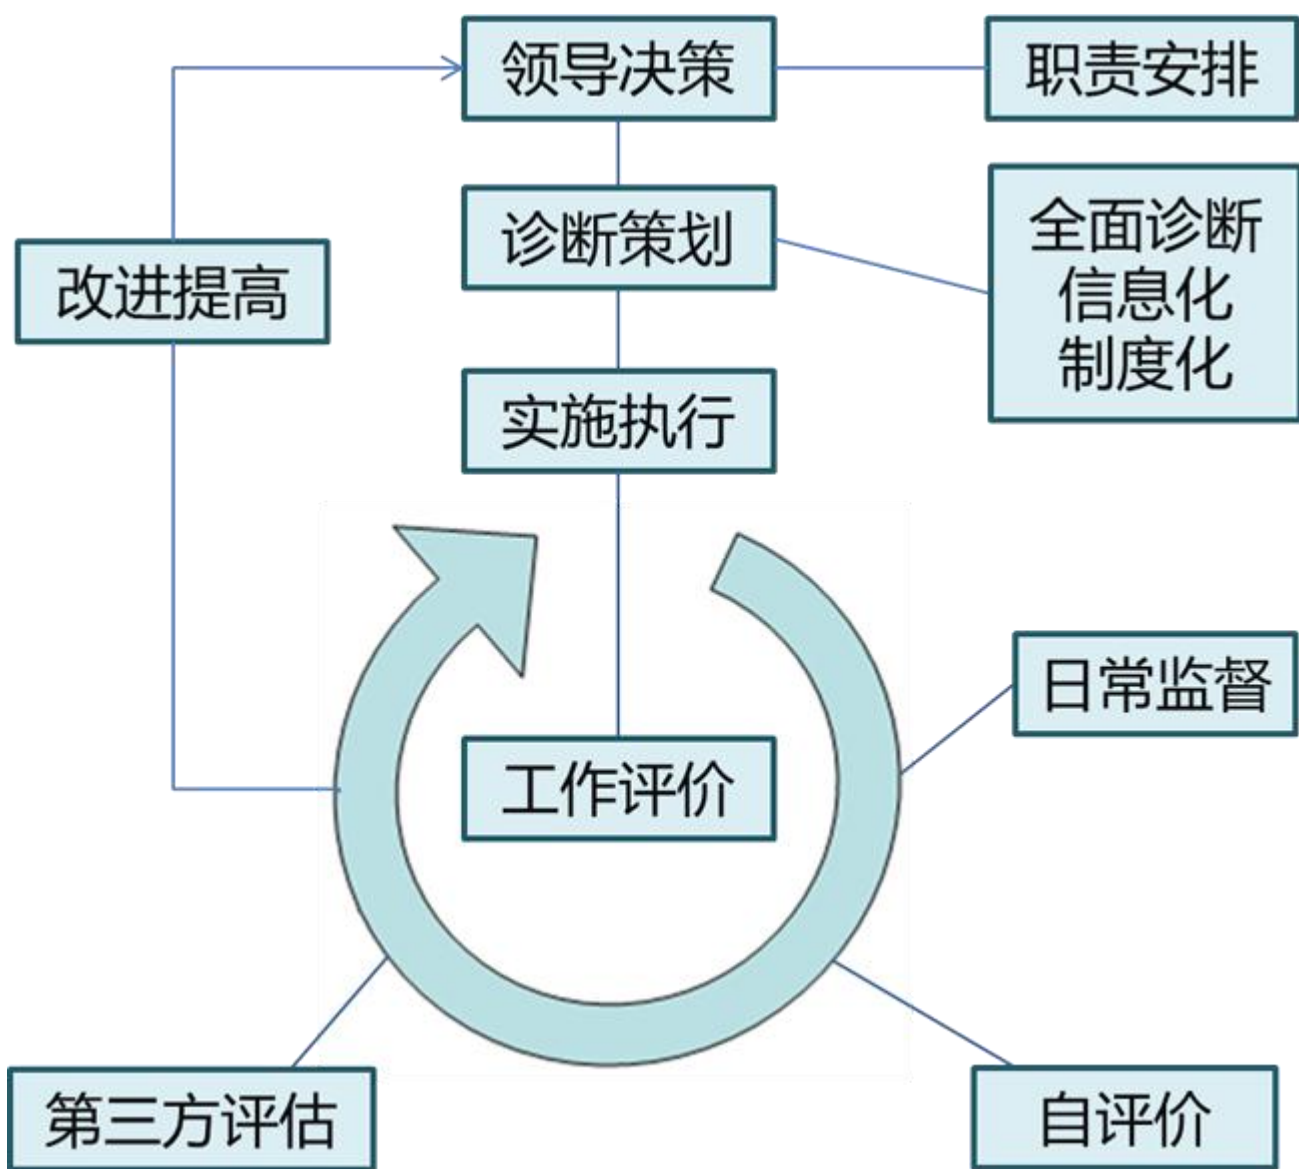 领导决策
职责安排
诊断策划
全面诊断
信息化
制度化
改进提高
实施执行
日常监督
工作评价
第三方评估
自评价